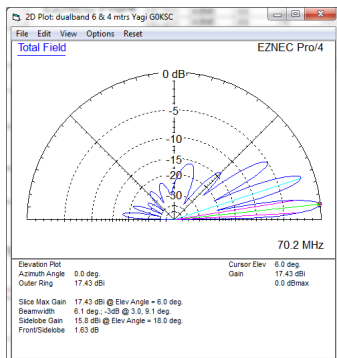 2D Plot: dualband 6 & 4 mtrs Yagi G0KSC
File Edit View Options Reset
Total Field EZNEC Pro/4
0 dB
-5
-10
-15
-20
-30
70.2 MHz
Elevation Plot Cursor Elev 6.0 deg.
Azimuth Angle 0.0 deg. Gain 17.43 dBi
Outer Ring 17.43 dBi 0.0 dBmax
Slice Max Gain 17.43 dBi @ Elev Angle = 6.0 deg.
Beamwidth 6.1 deg.; -3dB @ 3.0, 9.1 deg.
Sidelobe Gain 15.8 dBi @ Elev Angle = 18.0 deg.
Front/Sidelobe 1.63 dB